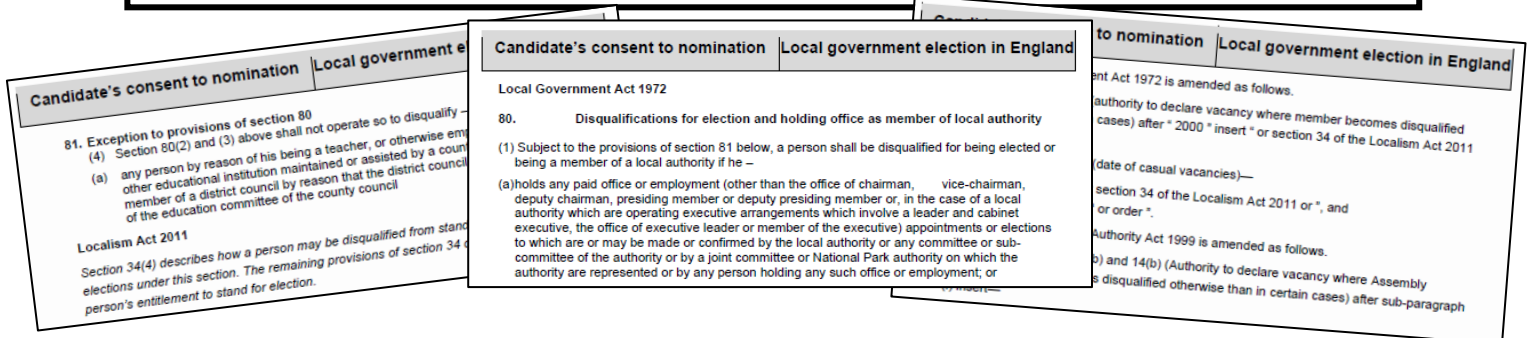 Candidate's consent to nomination Local government e
81. Exception to provisions of section 80
(4) Section 80(2) and (3) above shall not operate so to disqualify –
(a) any person by reason of his being a teacher, or otherwise emp
other educational institution maintained or assisted by a coun
member of a district council by reason that the district council
of the education committee of the county council
Localism Act 2011
Section 34(4) describes how a person may be disqualified from stand
elections under this section. The remaining provisions of section 34
person's entitlement to stand for election.
Candidate's consent to nomination Local government election in England
Local Government Act 1972
80. Disqualifications for election and holding office as member of local authority
(1) Subject to the provisions of section 81 below, a person shall be disqualified for being elected or
being a member of a local authority if he –
(a)holds any paid office or employment (other than the office of chairman, vice-chairman,
deputy chairman, presiding member or deputy presiding member or, in the case of a local
authority which are operating executive arrangements which involve a leader and cabinet
executive, the office of executive leader or member of the executive) appointments or elections
to which are or may be made or confirmed by the local authority or any committee or sub-
committee of the authority or by a joint committee or National Park authority on which the
authority are represented or by any person holding any such office or employment; or
to nomination Local government election in England
ent Act 1972 is amended as follows.
authority to declare vacancy where member becomes disqualified
cases) after " 2000 " insert " or section 34 of the Localism Act 2011
(date of casual vacancies)—
section 34 of the Localism Act 2011 or ", and
" or order ".
Authority Act 1999 is amended as follows.
b) and 14(b) (Authority to declare vacancy where Assembly
s disqualified otherwise than in certain cases) after sub-paragraph